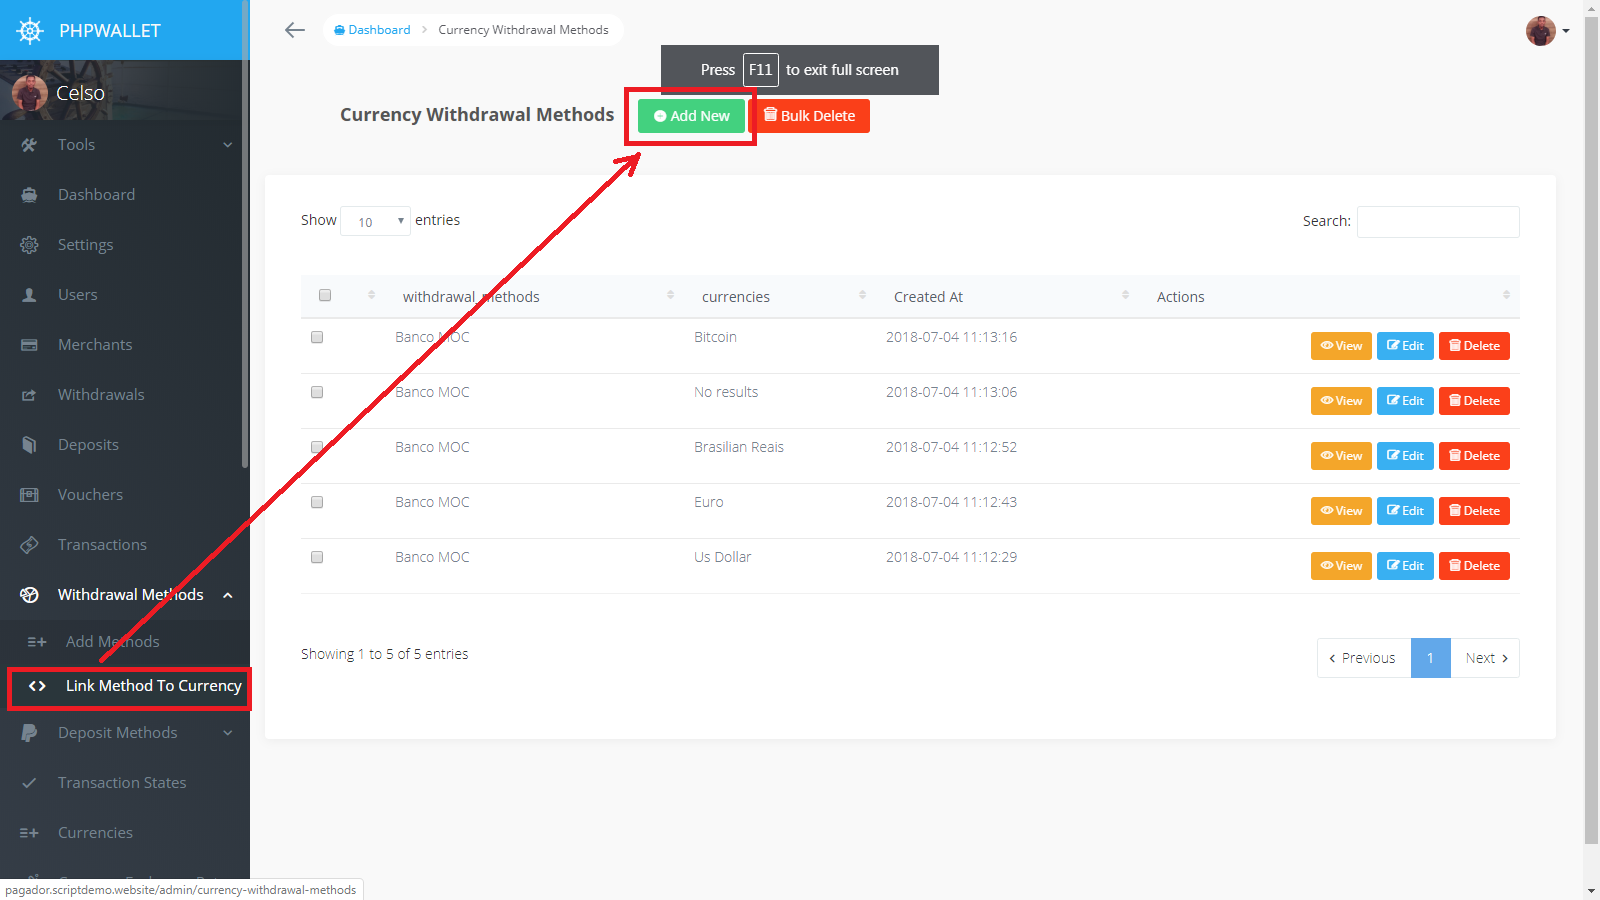 PHPWALLET
Celso
Tools
Dashboard
Settings
Users
Merchants
Withdrawals
Deposits
Vouchers
Transactions
Withdrawal Methods
Add Methods
Link Method To Currency
Deposit Methods
Transaction States
Currencies
pagador.scriptdemo.website/admin/currency-withdrawal-methods
Dashboard > Currency Withdrawal Methods
Press F11 to exit full screen
Currency Withdrawal Methods Add New Bulk Delete
Show 10 entries Search:
withdrawal_methods currencies Created At Actions
Banco MOC Bitcoin 2018-07-04 11:13:16 View Edit Delete
Banco MOC No results 2018-07-04 11:13:06 View Edit Delete
Banco MOC Brasilian Reais 2018-07-04 11:12:52 View Edit Delete
Banco MOC Euro 2018-07-04 11:12:43 View Edit Delete
Banco MOC Us Dollar 2018-07-04 11:12:29 View Edit Delete
Showing 1 to 5 of 5 entries ‹ Previous 1 Next ›